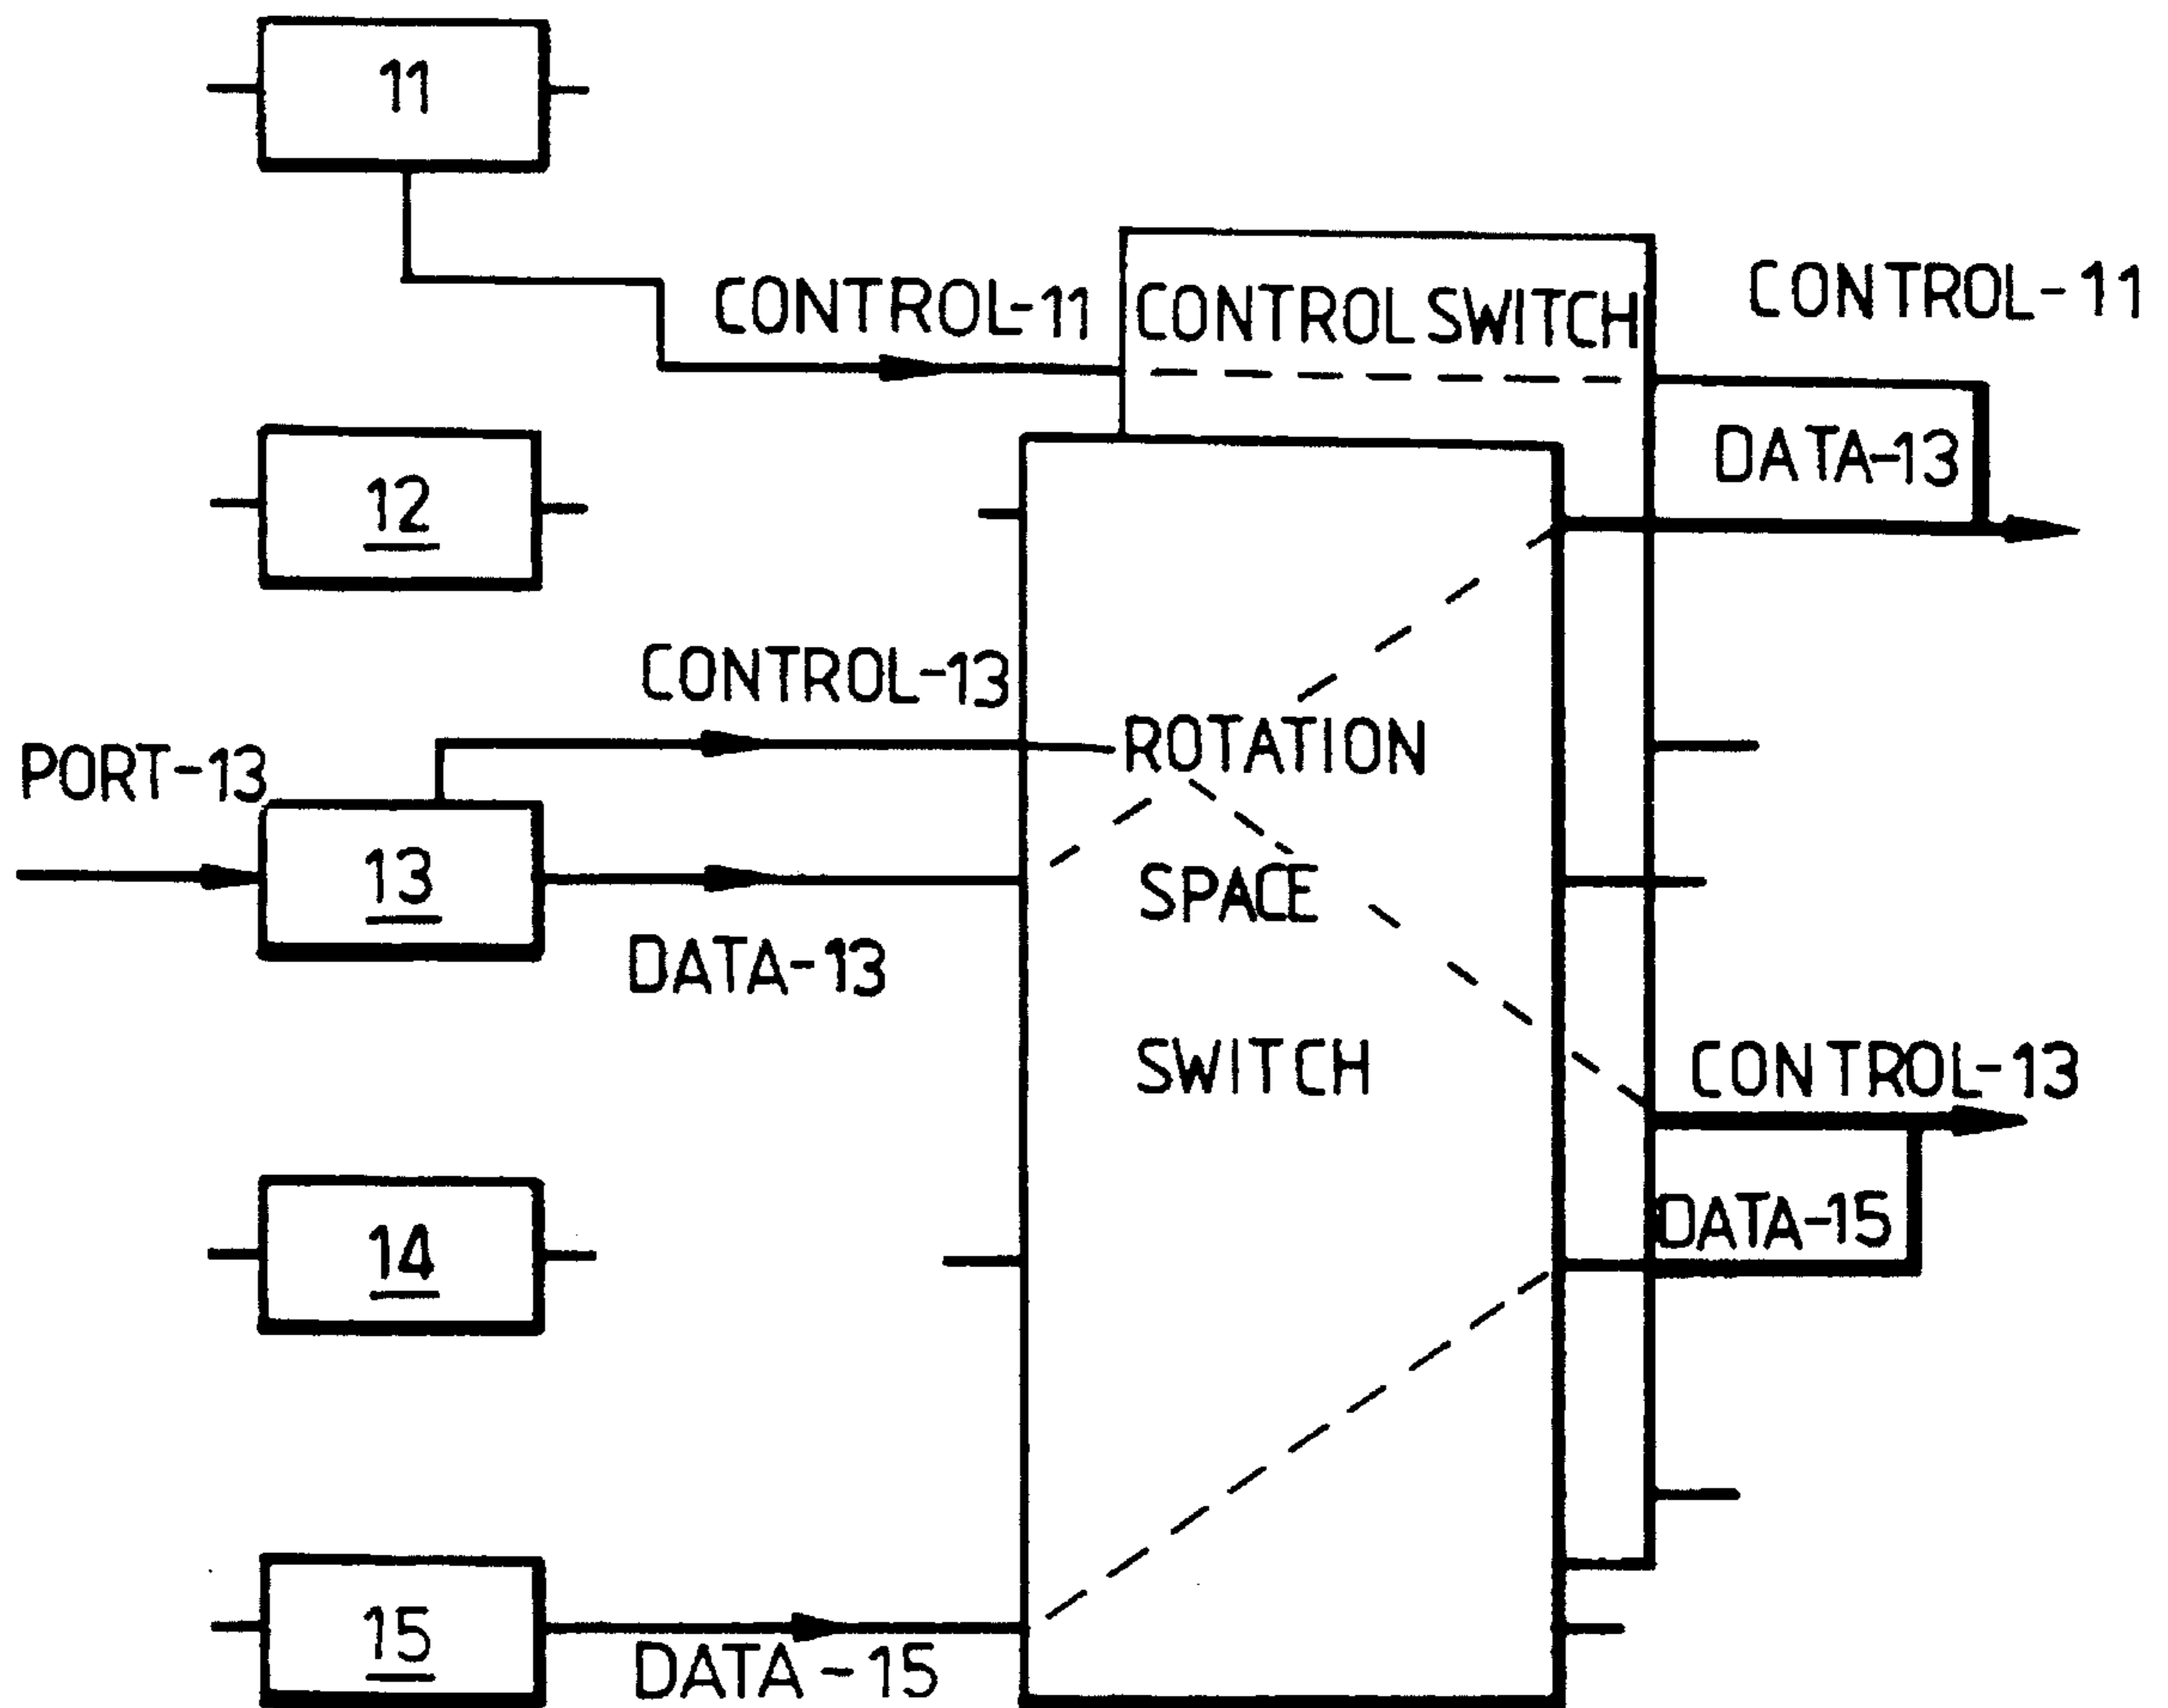 11
CONTROL-11
CONTROL SWITCH
CONTROL-11
12
DATA-13
CONTROL-13
PORT-13
13
DATA-13
ROTATION
SPACE
SWITCH
CONTROL-13
14
DATA-15
15
DATA-15